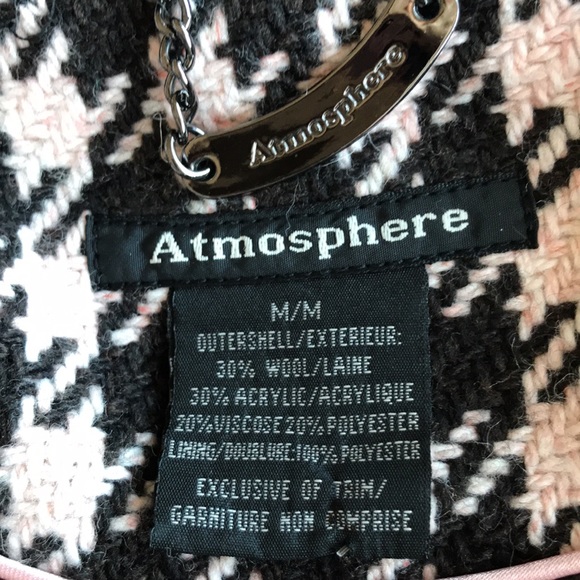 Atmosphere
Atmosphere
M/M
OUTERSHELL/EXTERIEUR:
30% WOOL/LAINE
30% ACRYLIC/ACRYLIQUE
20%VISCOSE 20% POLYESTER
LINING/DOUBLURE:100% POLYESTER
EXCLUSIVE OF TRIM/
GARNITURE NON COMPRISE